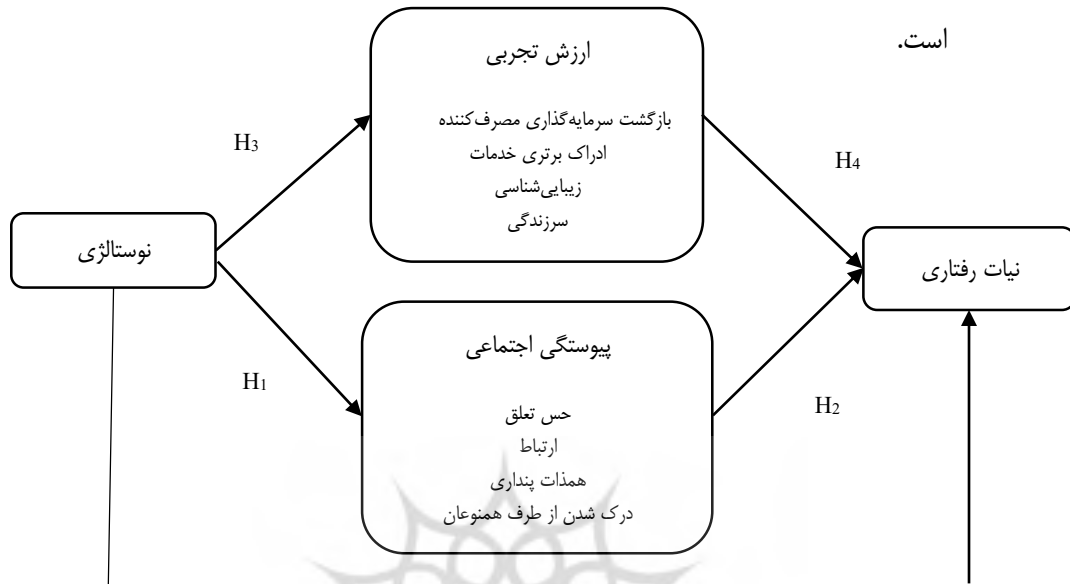 است.
ارزش تجربی
بازگشت سرمایه‌گذاری مصرف‌کننده
ادراک برتری خدمات
زیبایی‌شناسی
سرزندگی
H3
H4
نوستالژی
نیات رفتاری
پیوستگی اجتماعی
حس تعلق
ارتباط
همذات پنداری
درک شدن از طرف همنوعان
H1
H2